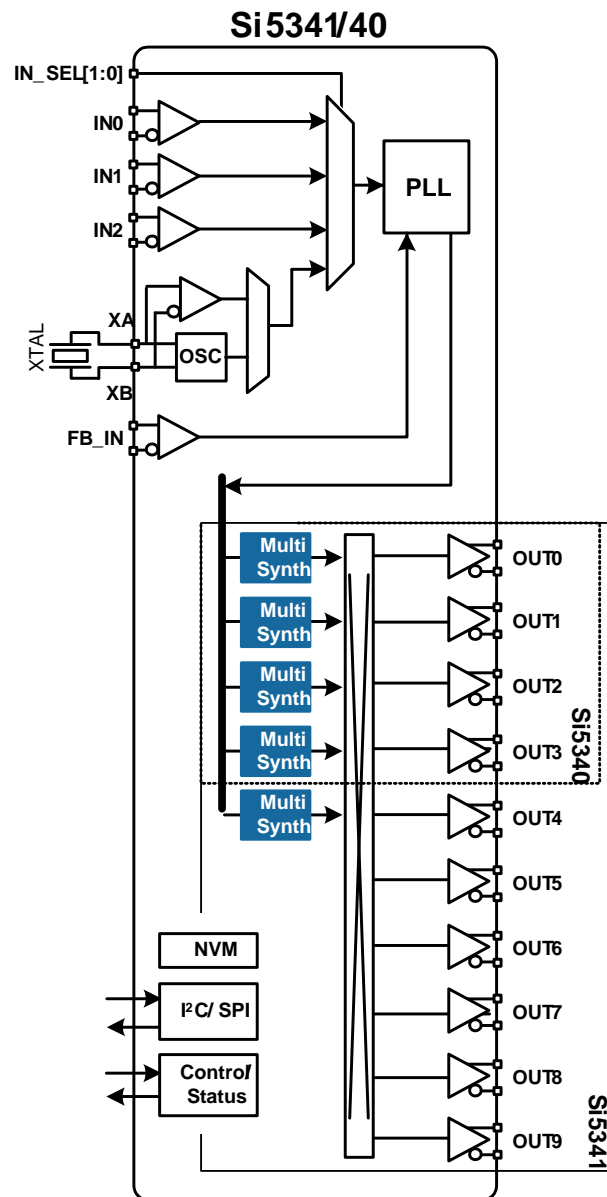 Si5341/40
IN_SEL[1:0]
IN0
IN1
IN2
PLL
XA
XTAL
OSC
XB
FB_IN
Multi
Synth
OUT0
Multi
Synth
OUT1
Multi
Synth
OUT2
Multi
Synth
OUT3
Si5340
Multi
Synth
OUT4
OUT5
NVM
OUT6
I²C/ SPI
OUT7
Control/
Status
OUT8
OUT9
Si5341